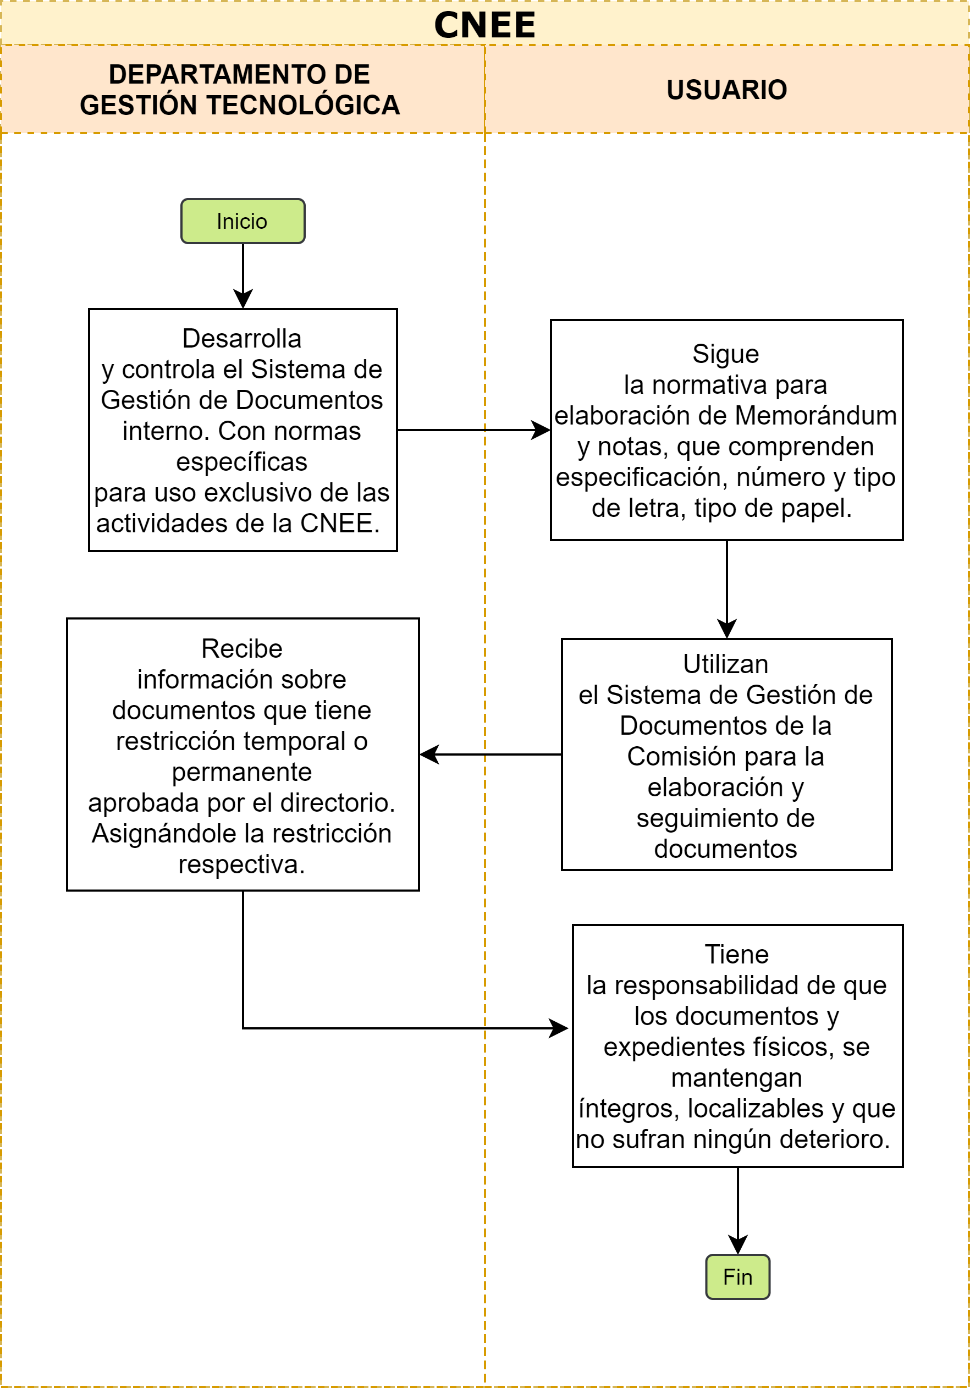 CNEE
DEPARTAMENTO DE
GESTIÓN TECNOLÓGICA
USUARIO
Inicio
Desarrolla
y controla el Sistema de
Gestión de Documentos
interno. Con normas
específicas
para uso exclusivo de las
actividades de la CNEE.
Sigue
la normativa para
elaboración de Memorándum
y notas, que comprenden
especificación, número y tipo
de letra, tipo de papel.
Utilizan
el Sistema de Gestión de
Documentos de la
Comisión para la
elaboración y
seguimiento de
documentos
Recibe
información sobre
documentos que tiene
restricción temporal o
permanente
aprobada por el directorio.
Asignándole la restricción
respectiva.
Tiene
la responsabilidad de que
los documentos y
expedientes físicos, se
mantengan
íntegros, localizables y que
no sufran ningún deterioro.
Fin